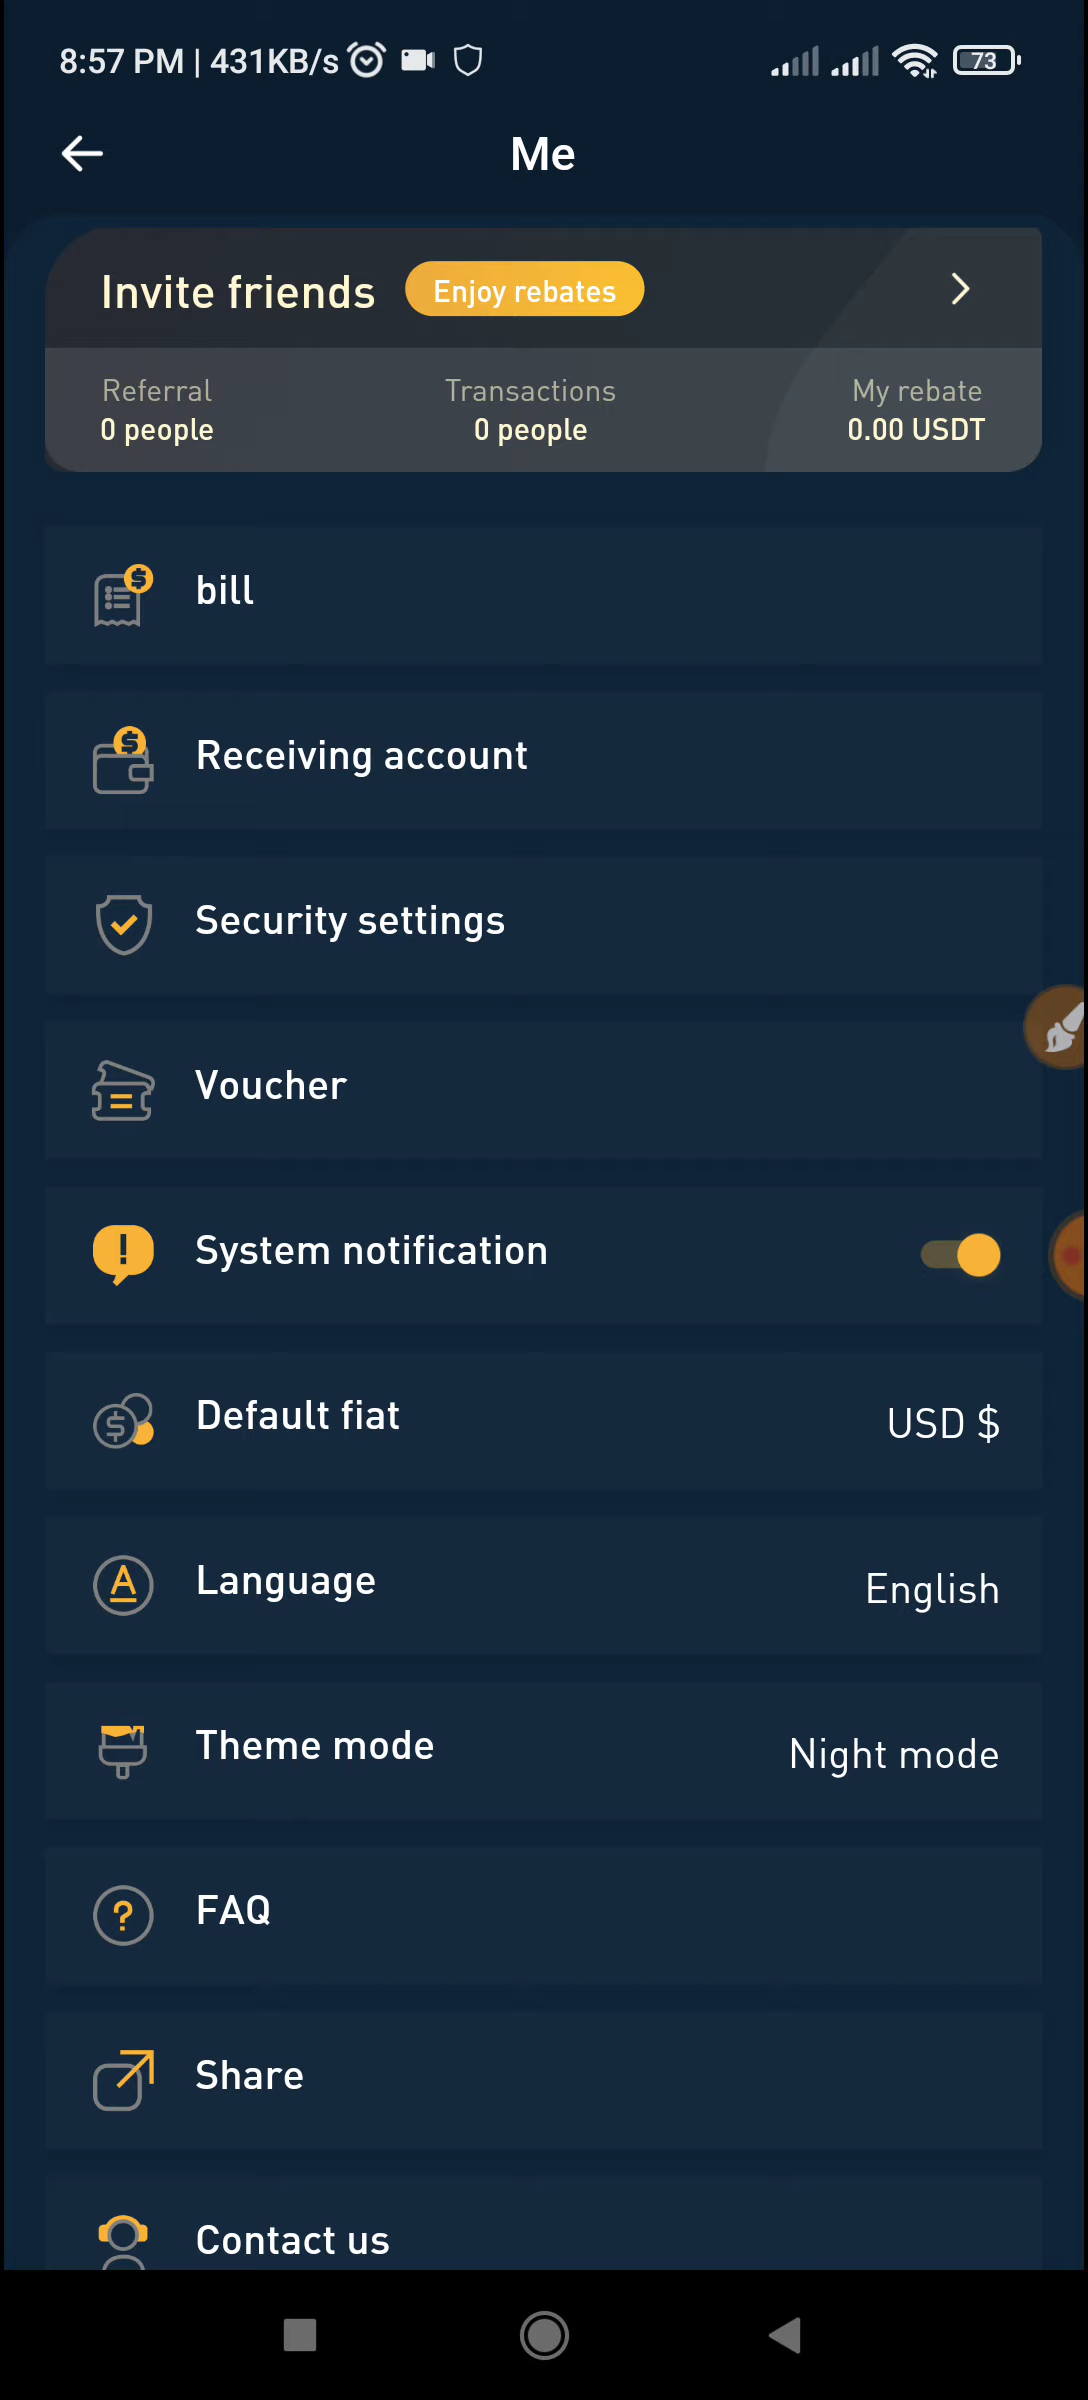 8:57 PM | 431KB/s
73
Me
Invite friends Enjoy rebates
Referral Transactions My rebate
0 people 0 people 0.00 USDT
bill
Receiving account
Security settings
Voucher
System notification
Default fiat USD $
Language English
Theme mode Night mode
FAQ
Share
Contact us